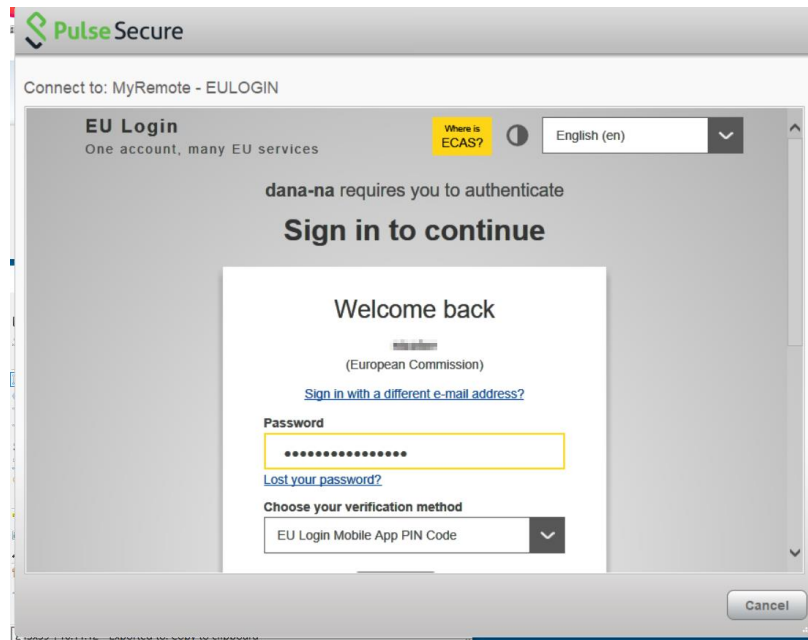 Pulse Secure
Connect to: MyRemote - EULOGIN
EU Login
One account, many EU services
Where is
ECAS?
English (en)
dana-na requires you to authenticate
Sign in to continue
Welcome back
(European Commission)
Sign in with a different e-mail address?
Password
••••••••••••••••
Lost your password?
Choose your verification method
EU Login Mobile App PIN Code
Cancel